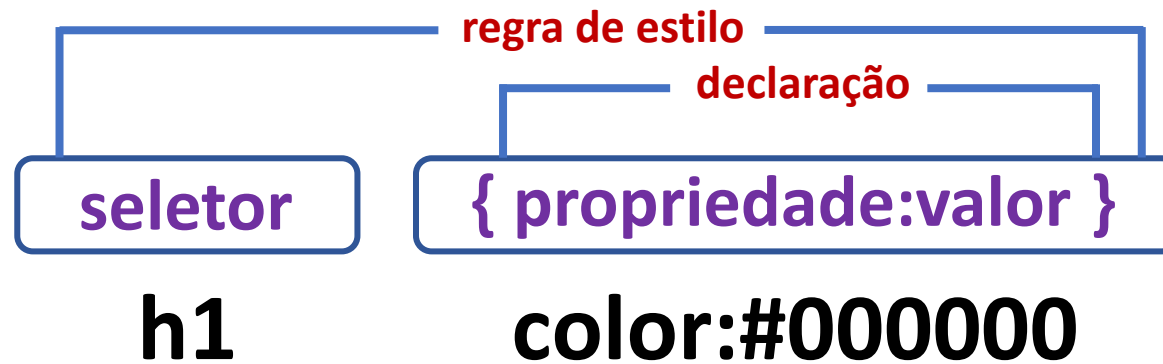 regra de estilo
declaração
seletor { propriedade:valor }
h1 color:#000000